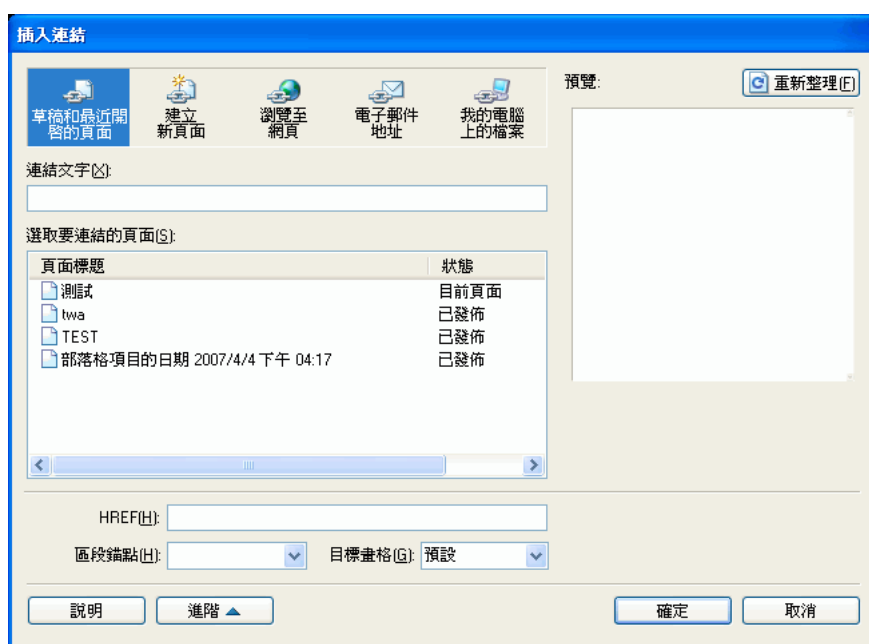 插入連結
草稿和最近開
啓的頁面
建立
新頁面
瀏覽至
網頁
電子郵件
地址
我的電腦
上的檔案
預覽:
重新整理(F)
連結文字(X):
選取要連結的頁面(S):
頁面標題 狀態
測試 目前頁面
twa 已發佈
TEST 已發佈
部落格項目的日期 2007/4/4 下午 04:17 已發佈
HREF(H):
區段錨點(H): 目標畫格(G): 預設
說明 進階 確定 取消